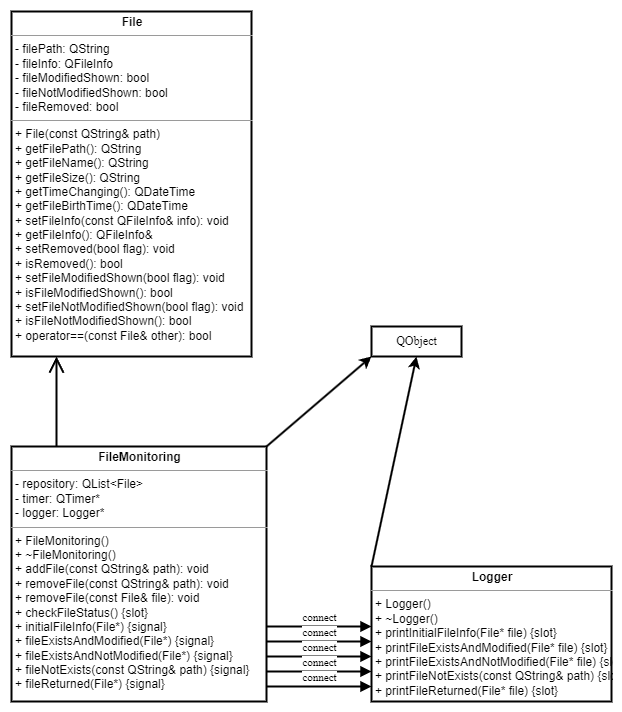 File
- filePath: QString
- fileInfo: QFileInfo
- fileModifiedShown: bool
- fileNotModifiedShown: bool
- fileRemoved: bool
+ File(const QString& path)
+ getFilePath(): QString
+ getFileName(): QString
+ getFileSize(): QString
+ getTimeChanging(): QDateTime
+ getFileBirthTime(): QDateTime
+ setFileInfo(const QFileInfo& info): void
+ getFileInfo(): QFileInfo&
+ setRemoved(bool flag): void
+ isRemoved(): bool
+ setFileModifiedShown(bool flag): void
+ isFileModifiedShown(): bool
+ setFileNotModifiedShown(bool flag): void
+ isFileNotModifiedShown(): bool
+ operator==(const File& other): bool
QObject
FileMonitoring
- repository: QList<File>
- timer: QTimer*
- logger: Logger*
+ FileMonitoring()
+ ~FileMonitoring()
+ addFile(const QString& path): void
+ removeFile(const QString& path): void
+ removeFile(const File& file): void
+ checkFileStatus() {slot}
+ initialFileInfo(File*) {signal}
+ fileExistsAndModified(File*) {signal}
+ fileExistsAndNotModified(File*) {signal}
+ fileNotExists(const QString& path) {signal}
+ fileReturned(File*) {signal}
connect
connect
connect
connect
connect
Logger
+ Logger()
+ ~Logger()
+ printInitialFileInfo(File* file) {slot}
+ printFileExistsAndModified(File* file) {slot}
+ printFileExistsAndNotModified(File* file) {sl
+ printFileNotExists(const QString& path) {sl
+ printFileReturned(File* file) {slot}